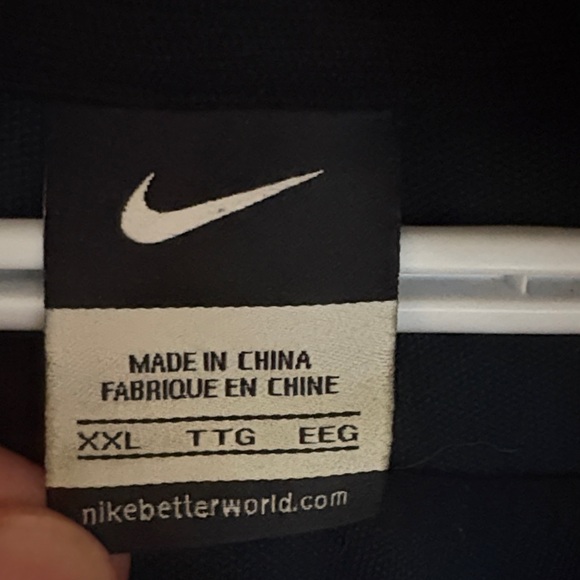 MADE IN CHINA
FABRIQUE EN CHINE
XXL TTG EEG
nikebetterworld.com